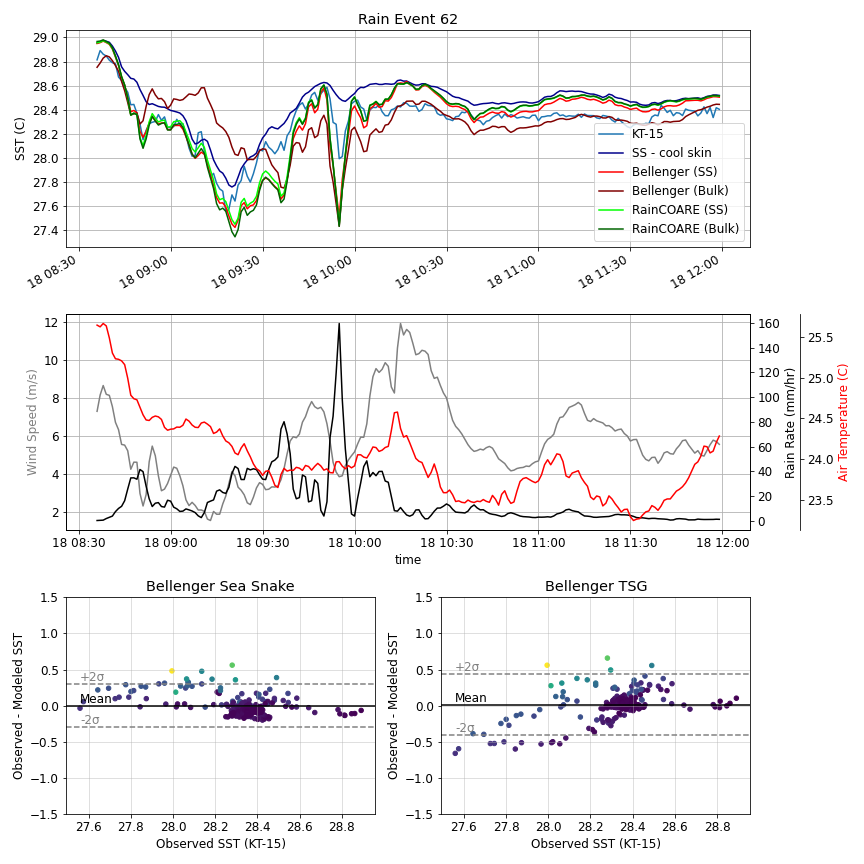 Rain Event 62
29.0
28.8
28.6
28.4
28.2
28.0
27.8
27.6
27.4
SST (C)
KT-15
SS - cool skin
Bellenger (SS)
Bellenger (Bulk)
RainCOARE (SS)
RainCOARE (Bulk)
18 08:30
18 09:00
18 09:30
18 10:00
18 10:30
18 11:00
18 11:30
18 12:00
12
10
8
6
4
2
Wind Speed (m/s)
160
140
120
100
80
60
40
20
0
Rain Rate (mm/hr)
25.5
25.0
24.5
24.0
23.5
Air Temperature (C)
18 08:30 18 09:00 18 09:30 18 10:00 18 10:30 18 11:00 18 11:30 18 12:00
time
Bellenger Sea Snake
1.5
1.0
0.5
0.0
−0.5
−1.0
−1.5
Observed - Modeled SST
+2σ
Mean
-2σ
27.6 27.8 28.0 28.2 28.4 28.6 28.8
Observed SST (KT-15)
Bellenger TSG
1.5
1.0
0.5
0.0
−0.5
−1.0
−1.5
Observed - Modeled SST
+2σ
Mean
-2σ
27.6 27.8 28.0 28.2 28.4 28.6 28.8
Observed SST (KT-15)